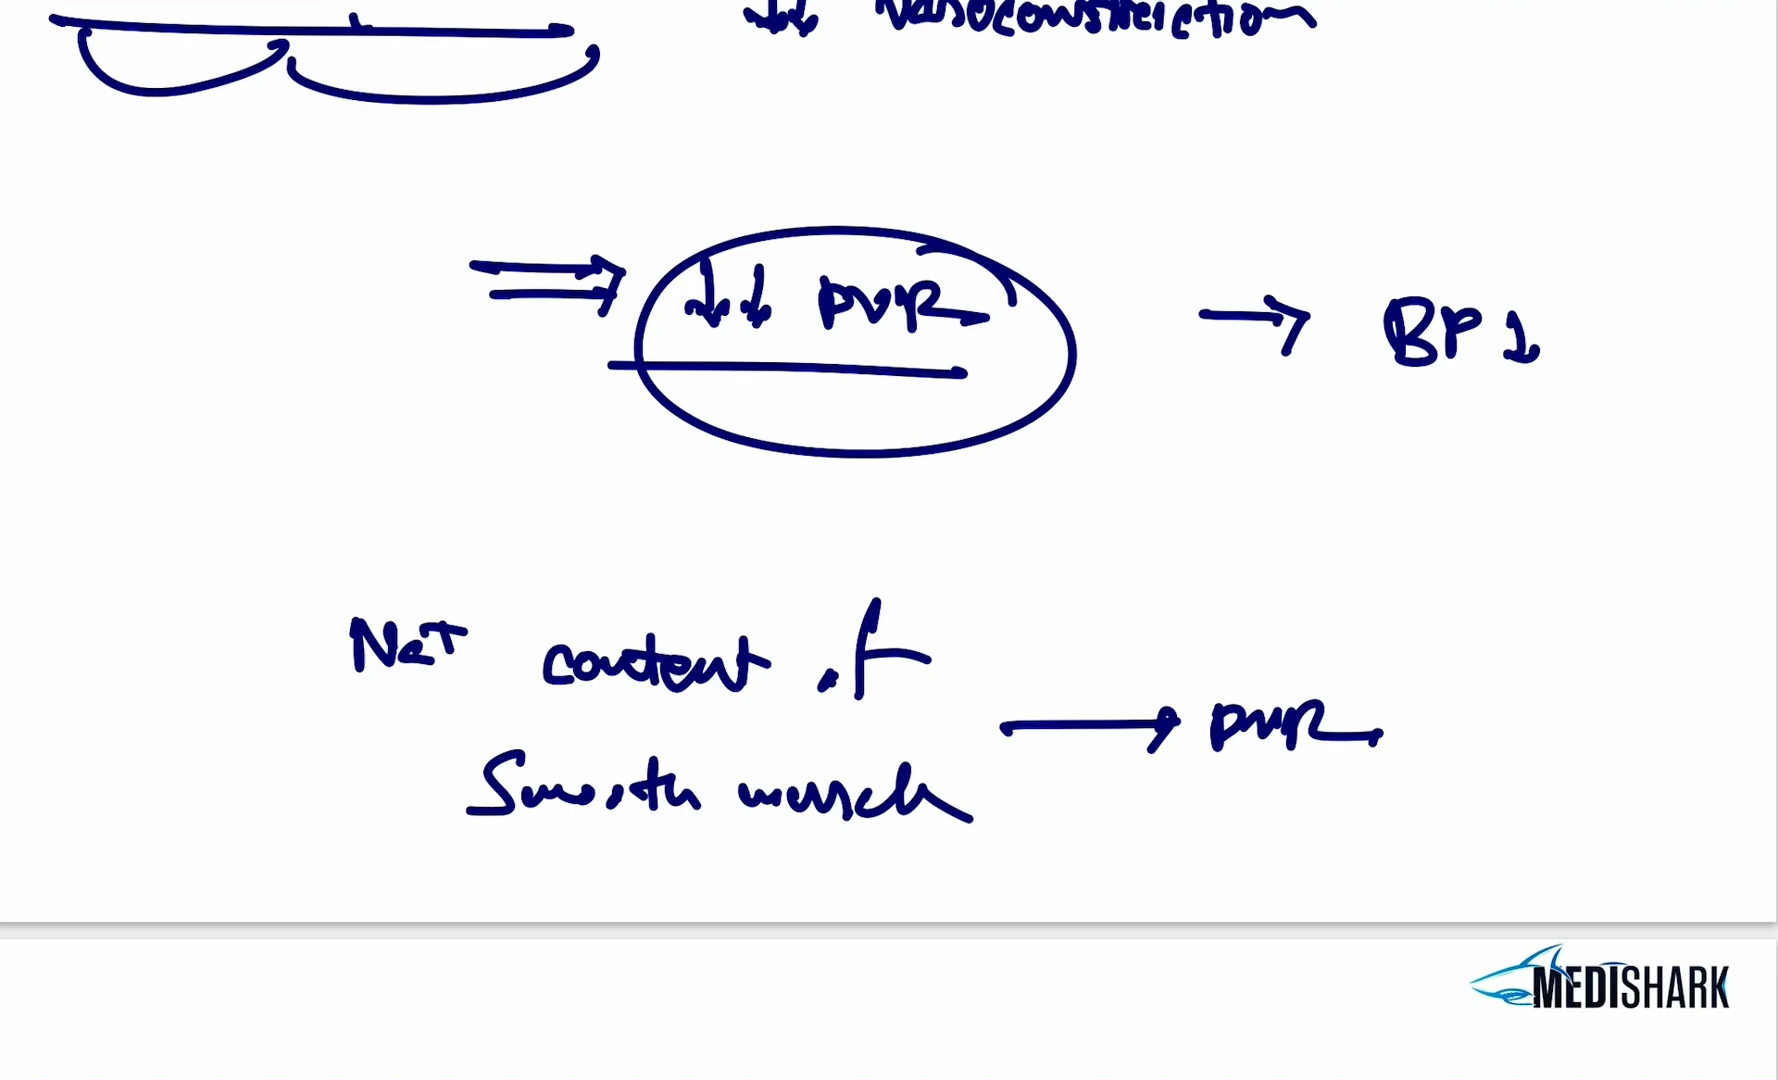 ↓↓ vasoconstriction
⇒ ↓↓ PVR → BP↓
Net content of
Smooth muscle → PVR
MEDISHARK